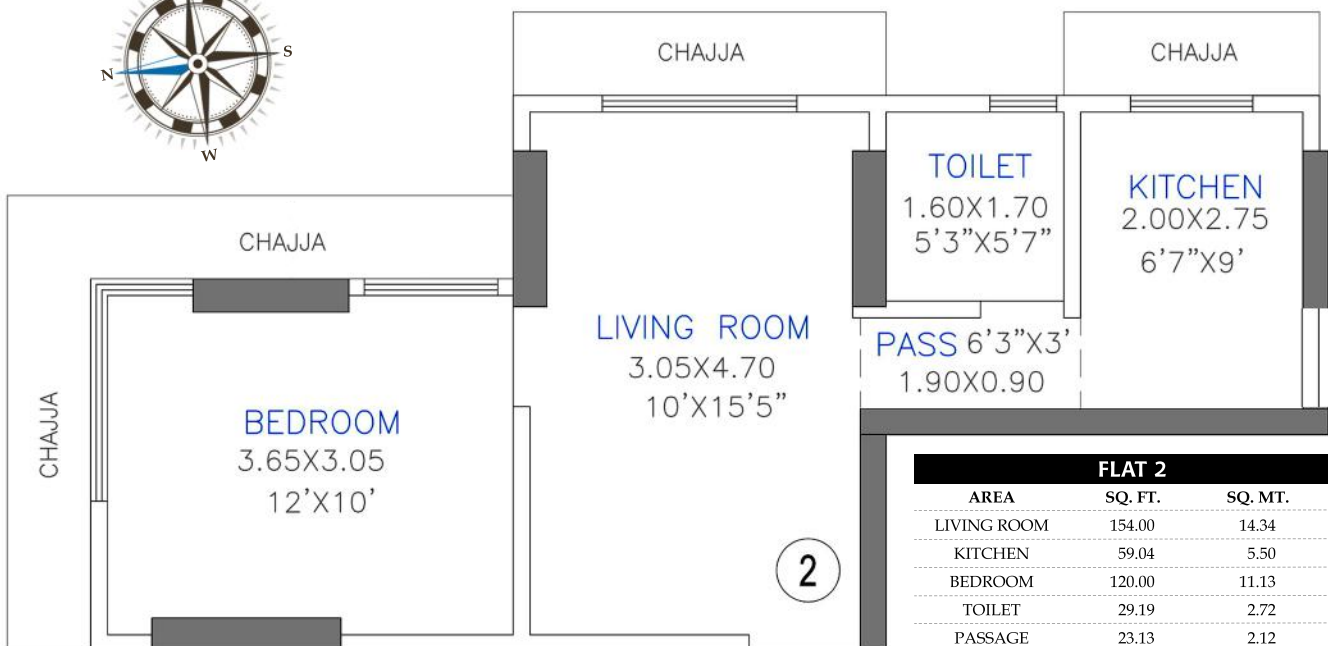 N
S
W
CHAJJA
CHAJJA
CHAJJA
CHAJJA
TOILET
1.60X1.70
5'3"X5'7"
KITCHEN
2.00X2.75
6'7"X9'
LIVING ROOM
3.05X4.70
10'X15'5"
PASS 6'3"X3'
1.90X0.90
BEDROOM
3.65X3.05
12'X10'
2
FLAT 2
AREA SQ. FT. SQ. MT.
LIVING ROOM 154.00 14.34
KITCHEN 59.04 5.50
BEDROOM 120.00 11.13
TOILET 29.19 2.72
PASSAGE 23.13 2.12